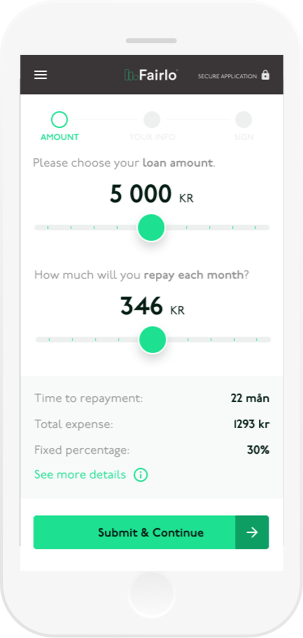 Fairlo
SECURE APPLICATION
AMOUNT YOUR INFO SIGN
Please choose your loan amount.
5 000 KR
How much will you repay each month?
346 KR
Time to repayment: 22 mån
Total expense: 1293 kr
Fixed percentage: 30%
See more details
Submit & Continue